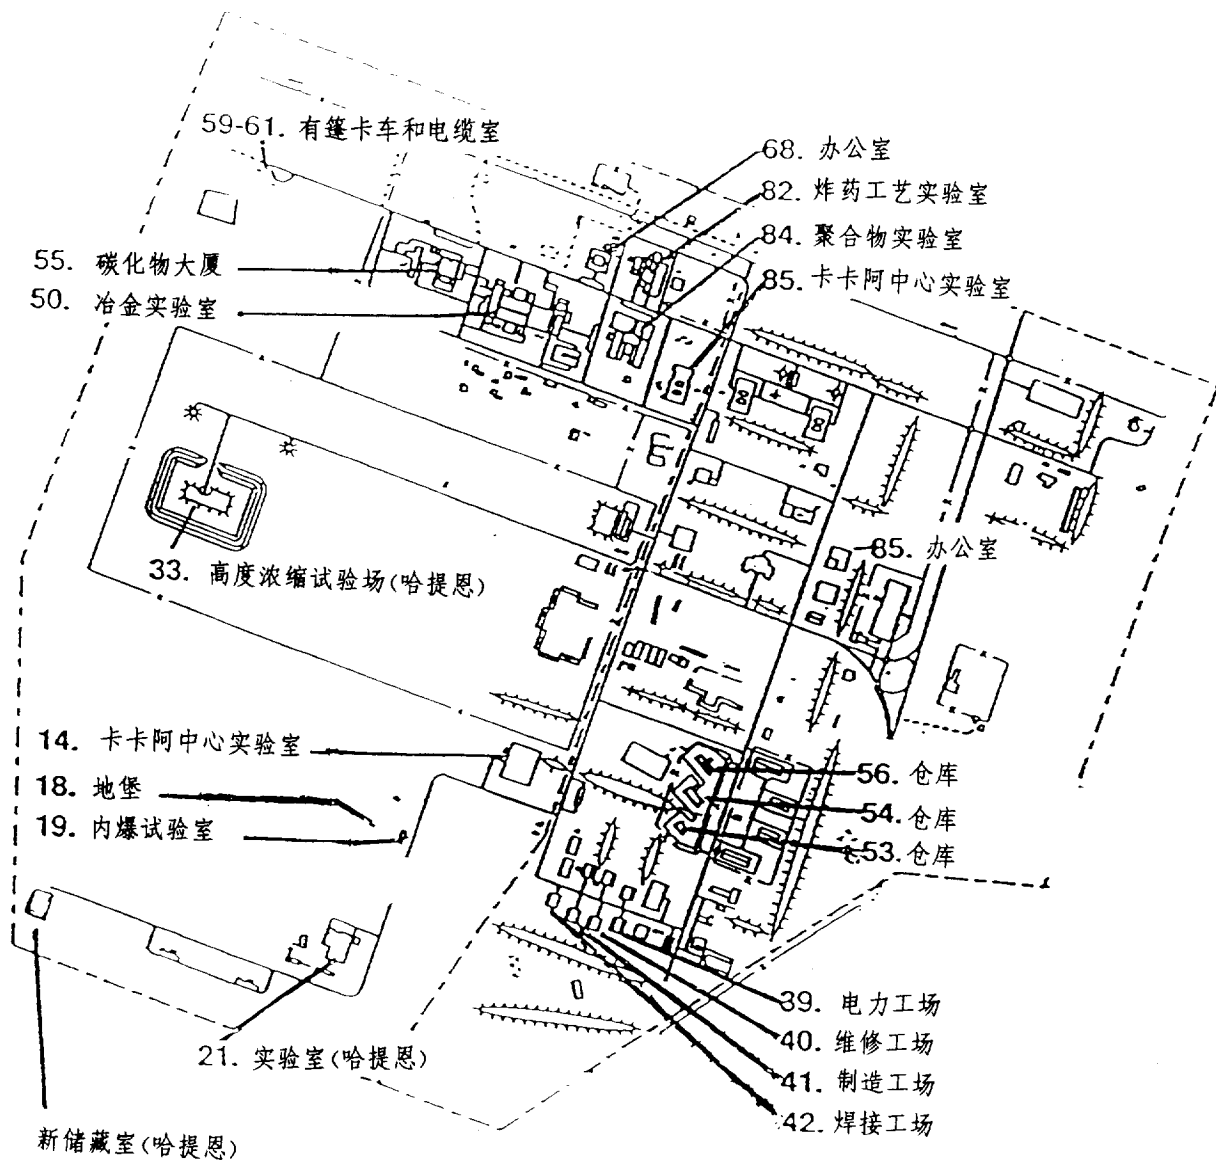 59-61. 有篷卡车和电缆室
68. 办公室
82. 炸药工艺实验室
84. 聚合物实验室
55. 碳化物大厦
85. 卡卡阿中心实验室
50. 冶金实验室
85. 办公室
33. 高度浓缩试验场(哈提恩)
14. 卡卡阿中心实验室
56. 仓库
18. 地堡
54. 仓库
19. 内爆试验室
53. 仓库
39. 电力工场
40. 维修工场
21. 实验室(哈提恩)
41. 制造工场
42. 焊接工场
新储藏室(哈提恩)